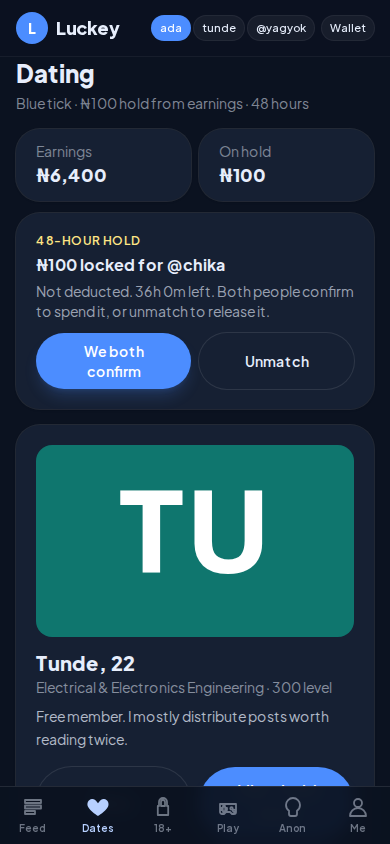 L Luckey ada tunde @yagyok Wallet
Dating
Blue tick · ₦100 hold from earnings · 48 hours
Earnings On hold
₦6,400 ₦100
48-HOUR HOLD
₦100 locked for @chika
Not deducted. 36h 0m left. Both people confirm
to spend it, or unmatch to release it.
We both
confirm
Unmatch
TU
Tunde, 22
Electrical & Electronics Engineering · 300 level
Free member. I mostly distribute posts worth
reading twice.
Feed Dates 18+ Play Anon Me